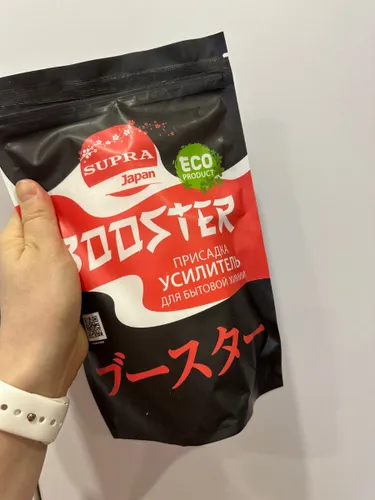 SUPRA
Japan
ECO
PRODUCT
BOOSTER
ПРИСАДКА
УСИЛИТЕЛЬ
ДЛЯ БЫТОВОЙ ХИМИИ
ブースター